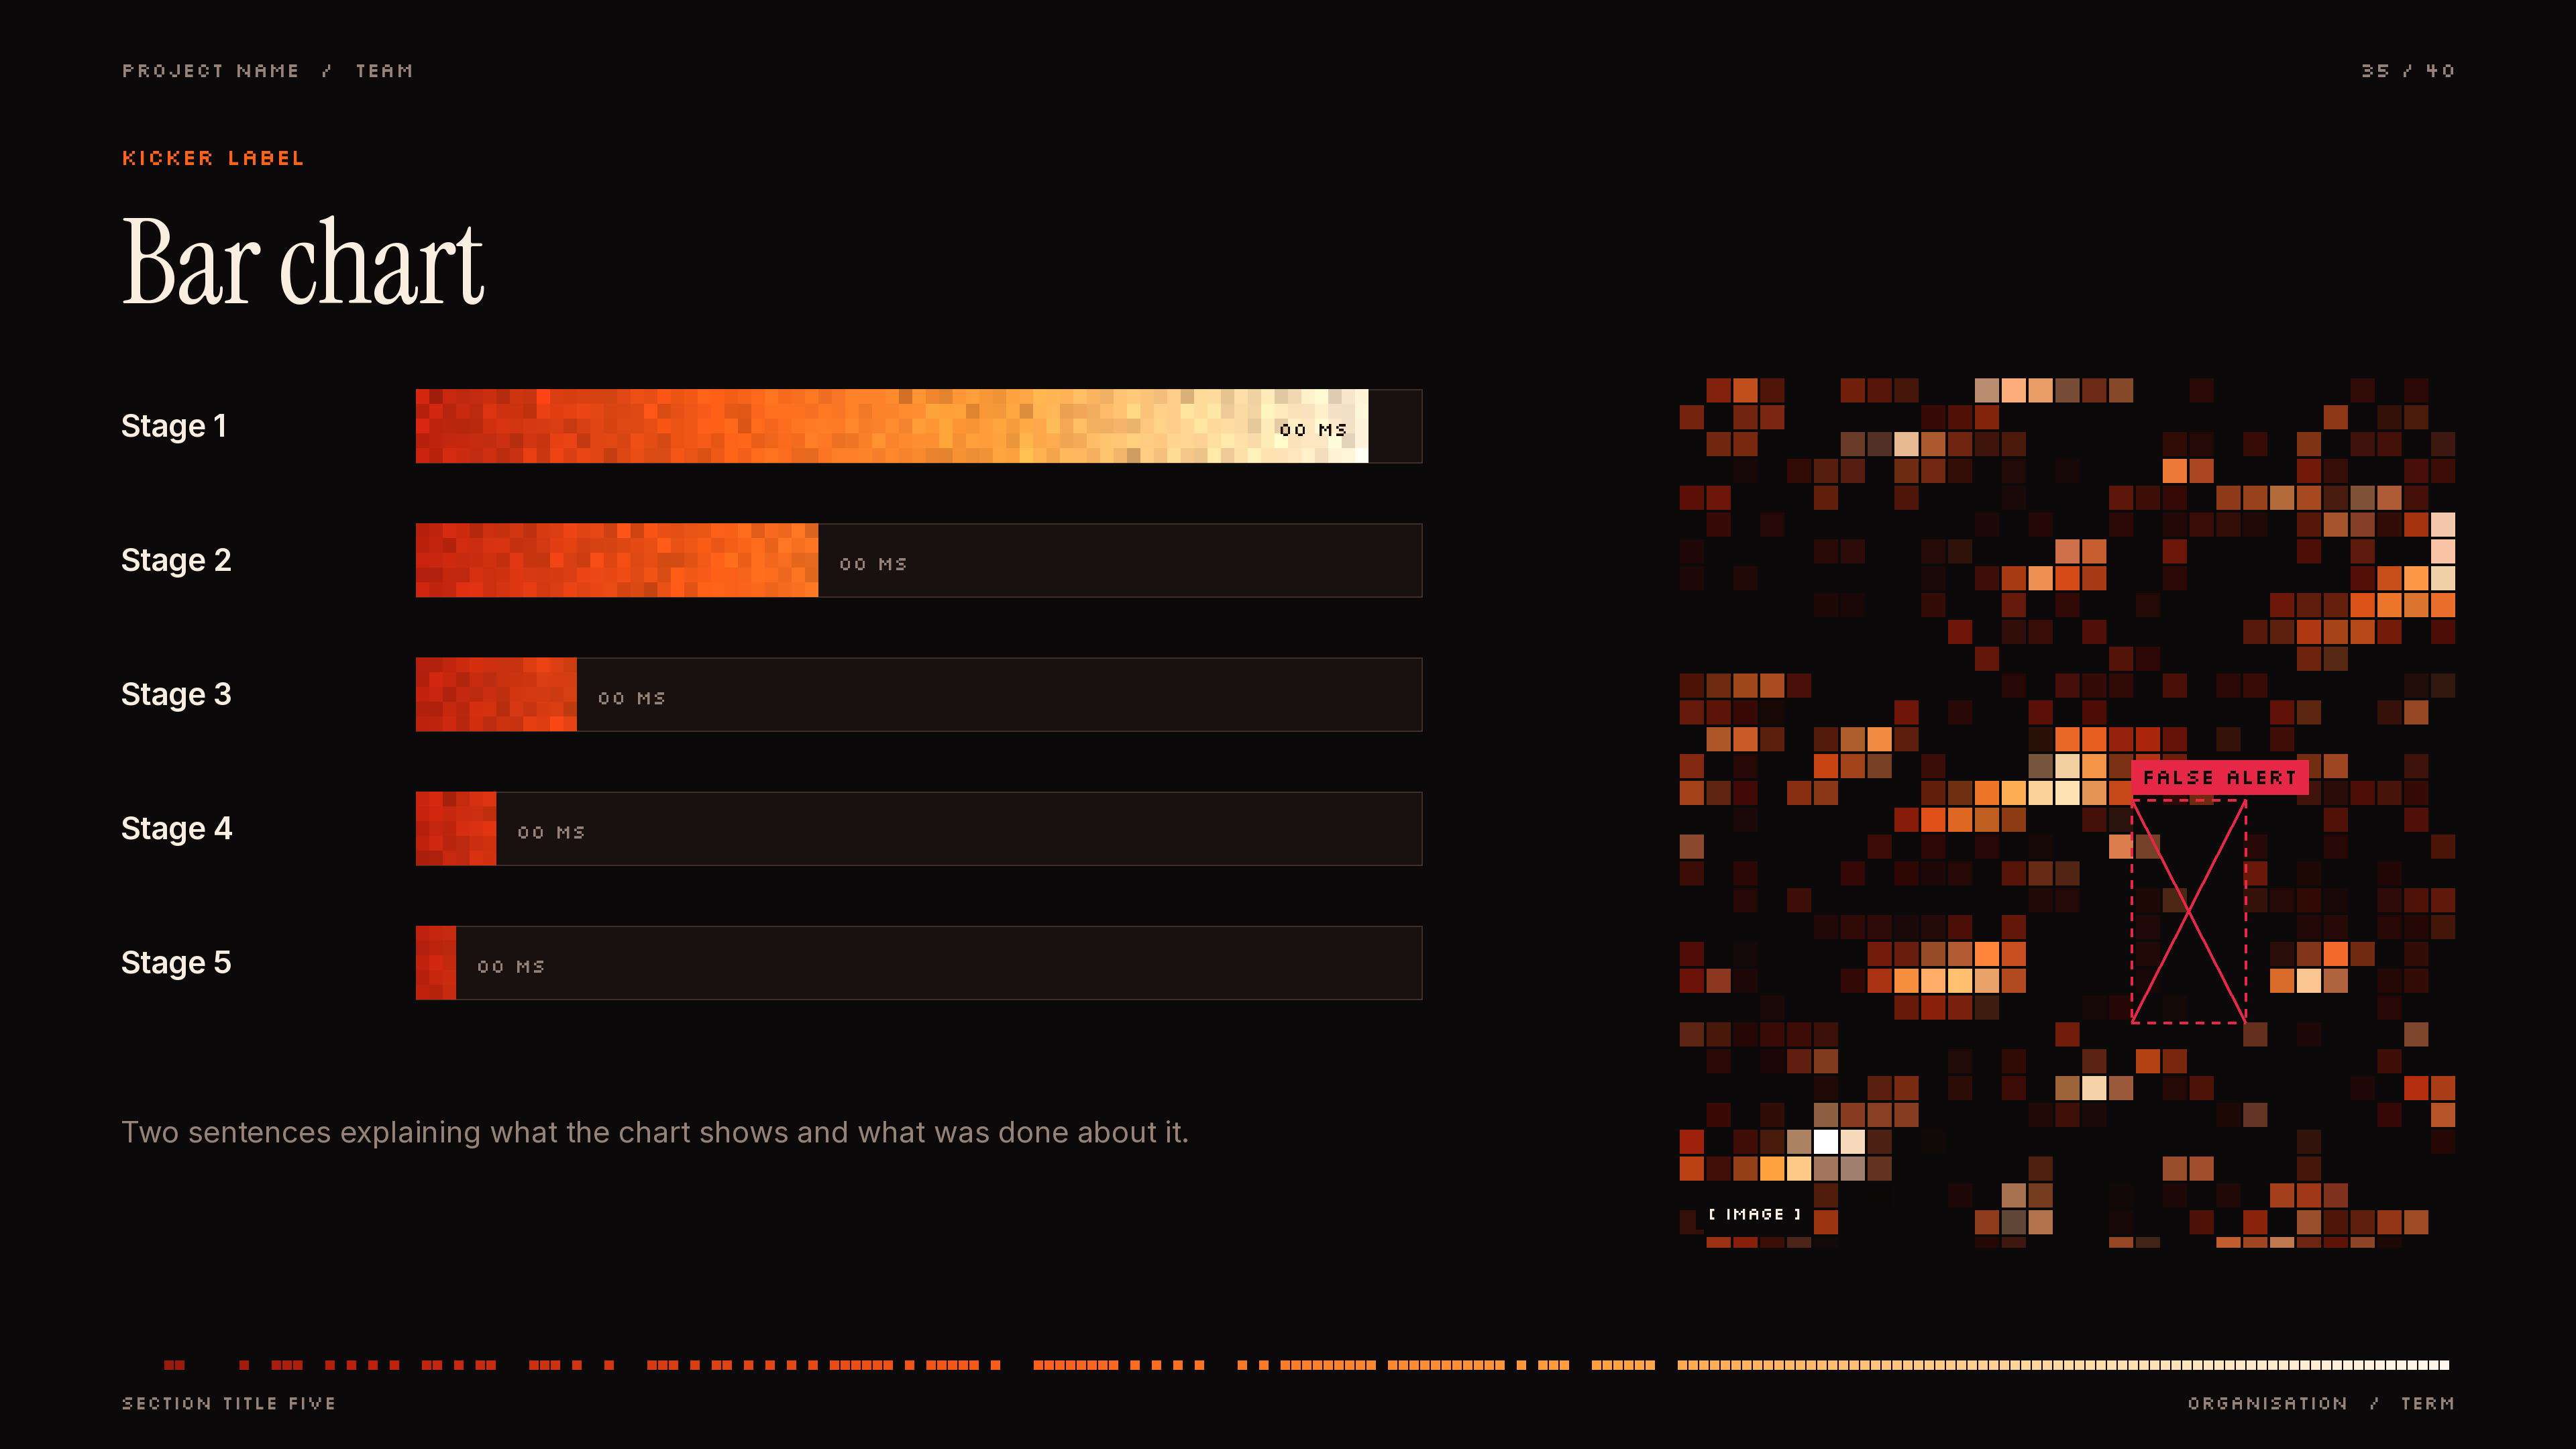 PROJECT NAME / TEAM
35 / 40
KICKER LABEL
Bar chart
Stage 1
00 MS
Stage 2
00 MS
Stage 3
00 MS
Stage 4
00 MS
Stage 5
00 MS
Two sentences explaining what the chart shows and what was done about it.
FALSE ALERT
[ IMAGE ]
SECTION TITLE FIVE
ORGANISATION / TERM